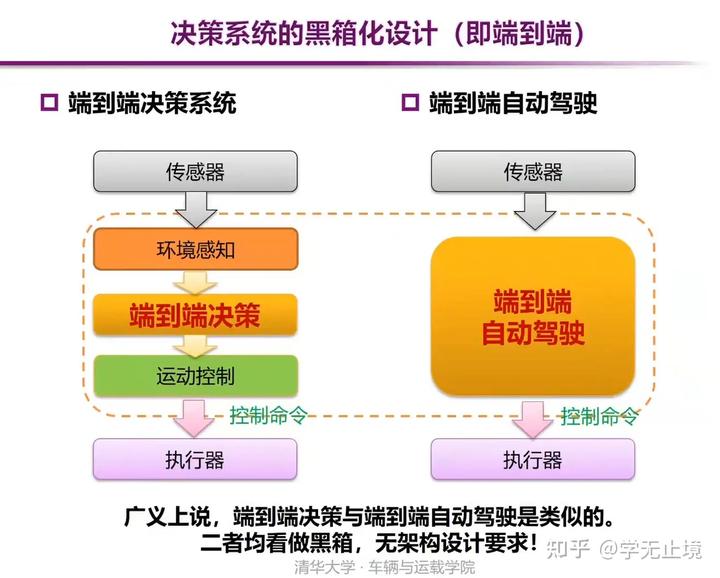 决策系统的黑箱化设计（即端到端）
端到端决策系统
端到端自动驾驶
传感器
环境感知
端到端决策
运动控制
控制命令
执行器
传感器
端到端
自动驾驶
控制命令
执行器
广义上说，端到端决策与端到端自动驾驶是类似的。
二者均看做黑箱，无架构设计要求！
清华大学·车辆与运载学院
知乎 @学无止境